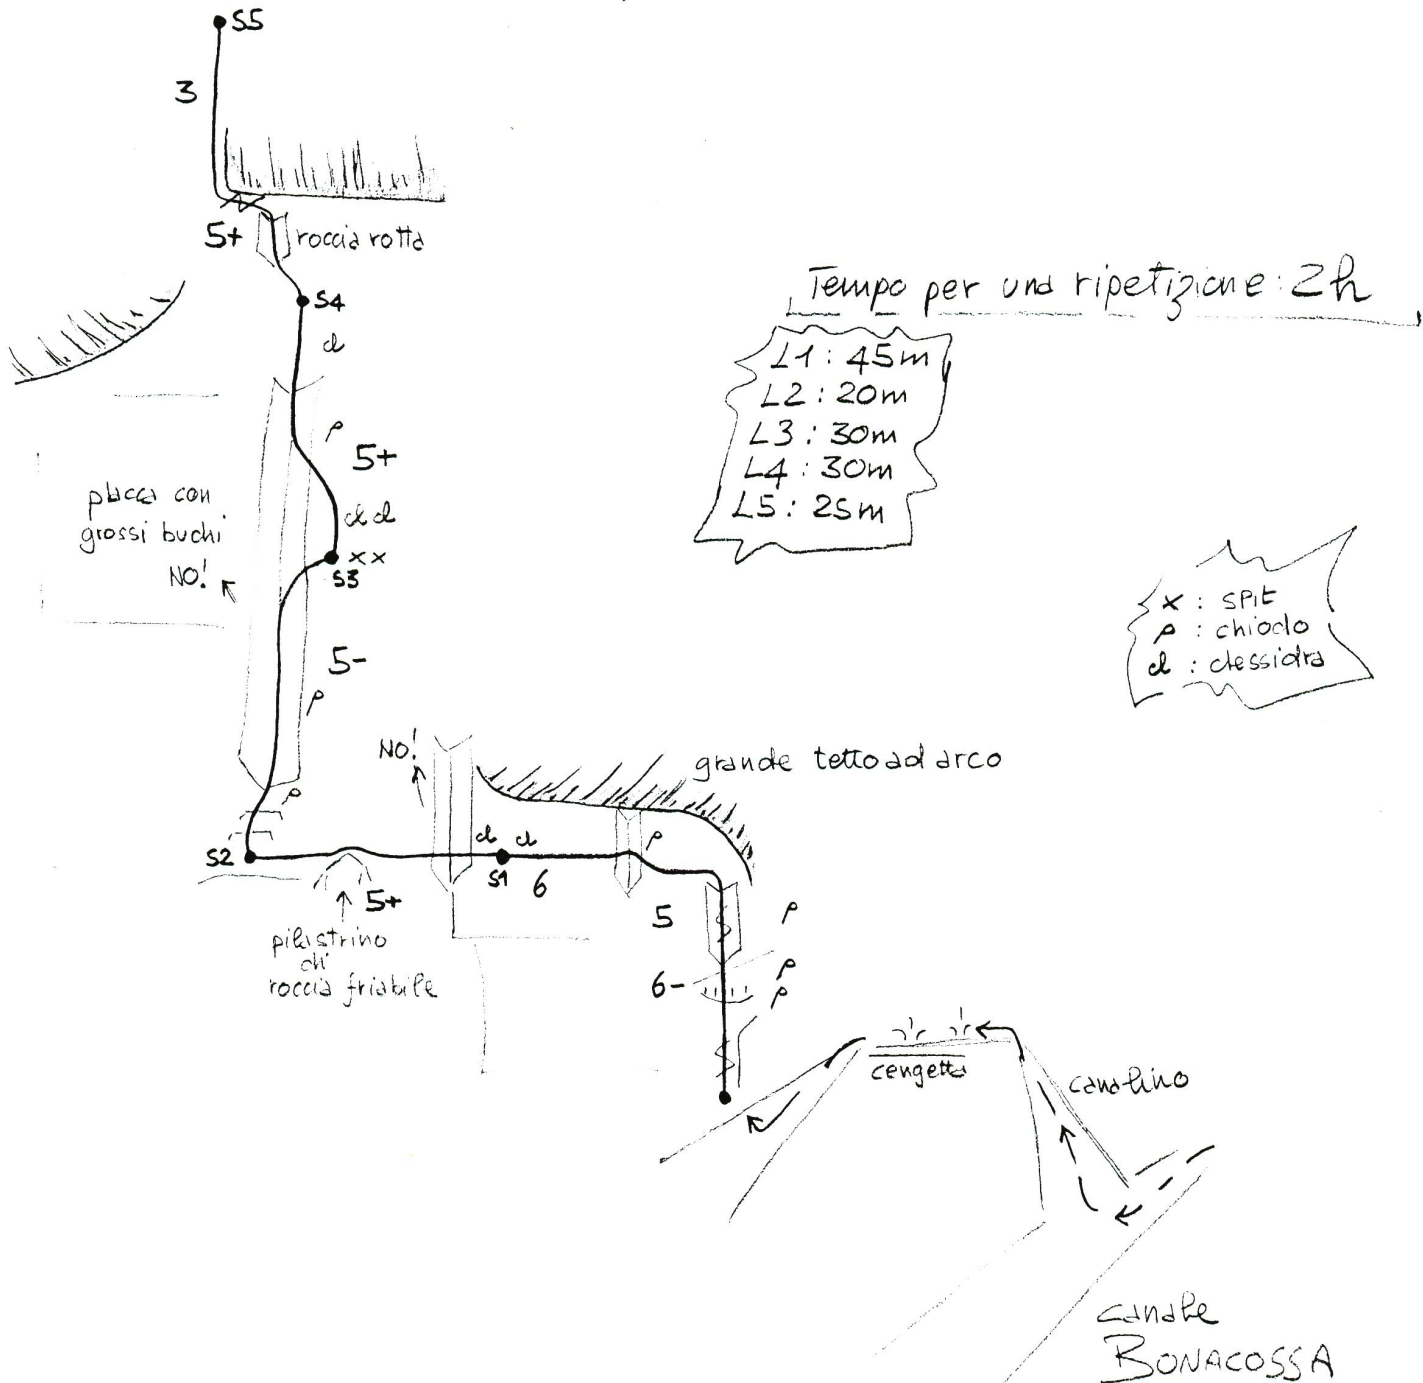 S5
3
5+
roccia rotta
S4
cl
Tempo per una ripetizione: 2h
L1: 45m
L2: 20m
L3: 30m
L4: 30m
L5: 25m
p
5+
placca con
grossi buchi
NO!
cl cl
x x
S3
x : spit
p : chiodo
cl : clessidra
5-
p
NO!
grande tetto ad arco
p
cl cl
p
S2
S1
6
5+
5
p
pilastrino
di
roccia friabile
6-
p
p
cengetta
canalino
canale
BONACOSSA